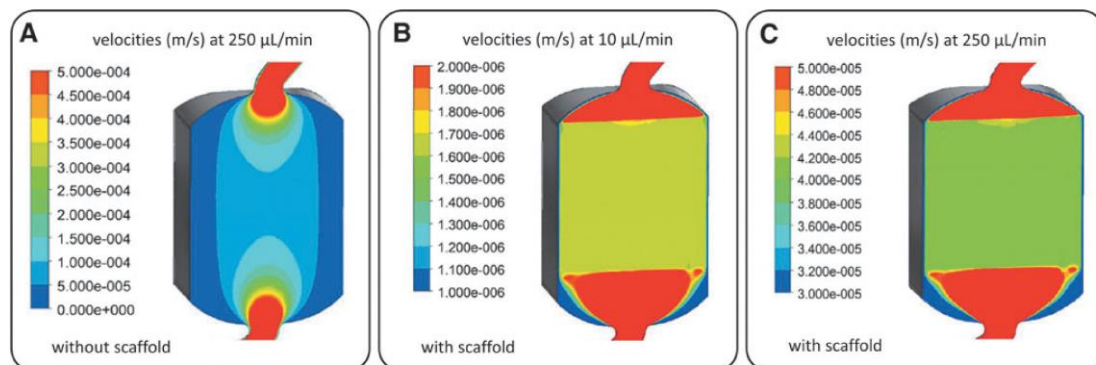 A
velocities (m/s) at 250 µL/min
5.000e-004
4.500e-004
4.000e-004
3.500e-004
3.000e-004
2.500e-004
2.000e-004
1.500e-004
1.000e-004
5.000e-005
0.000e+000
without scaffold
B
velocities (m/s) at 10 µL/min
2.000e-006
1.900e-006
1.800e-006
1.700e-006
1.600e-006
1.500e-006
1.400e-006
1.300e-006
1.200e-006
1.100e-006
1.000e-006
with scaffold
C
velocities (m/s) at 250 µL/min
5.000e-005
4.800e-005
4.600e-005
4.400e-005
4.200e-005
4.000e-005
3.800e-005
3.600e-005
3.400e-005
3.200e-005
3.000e-005
with scaffold